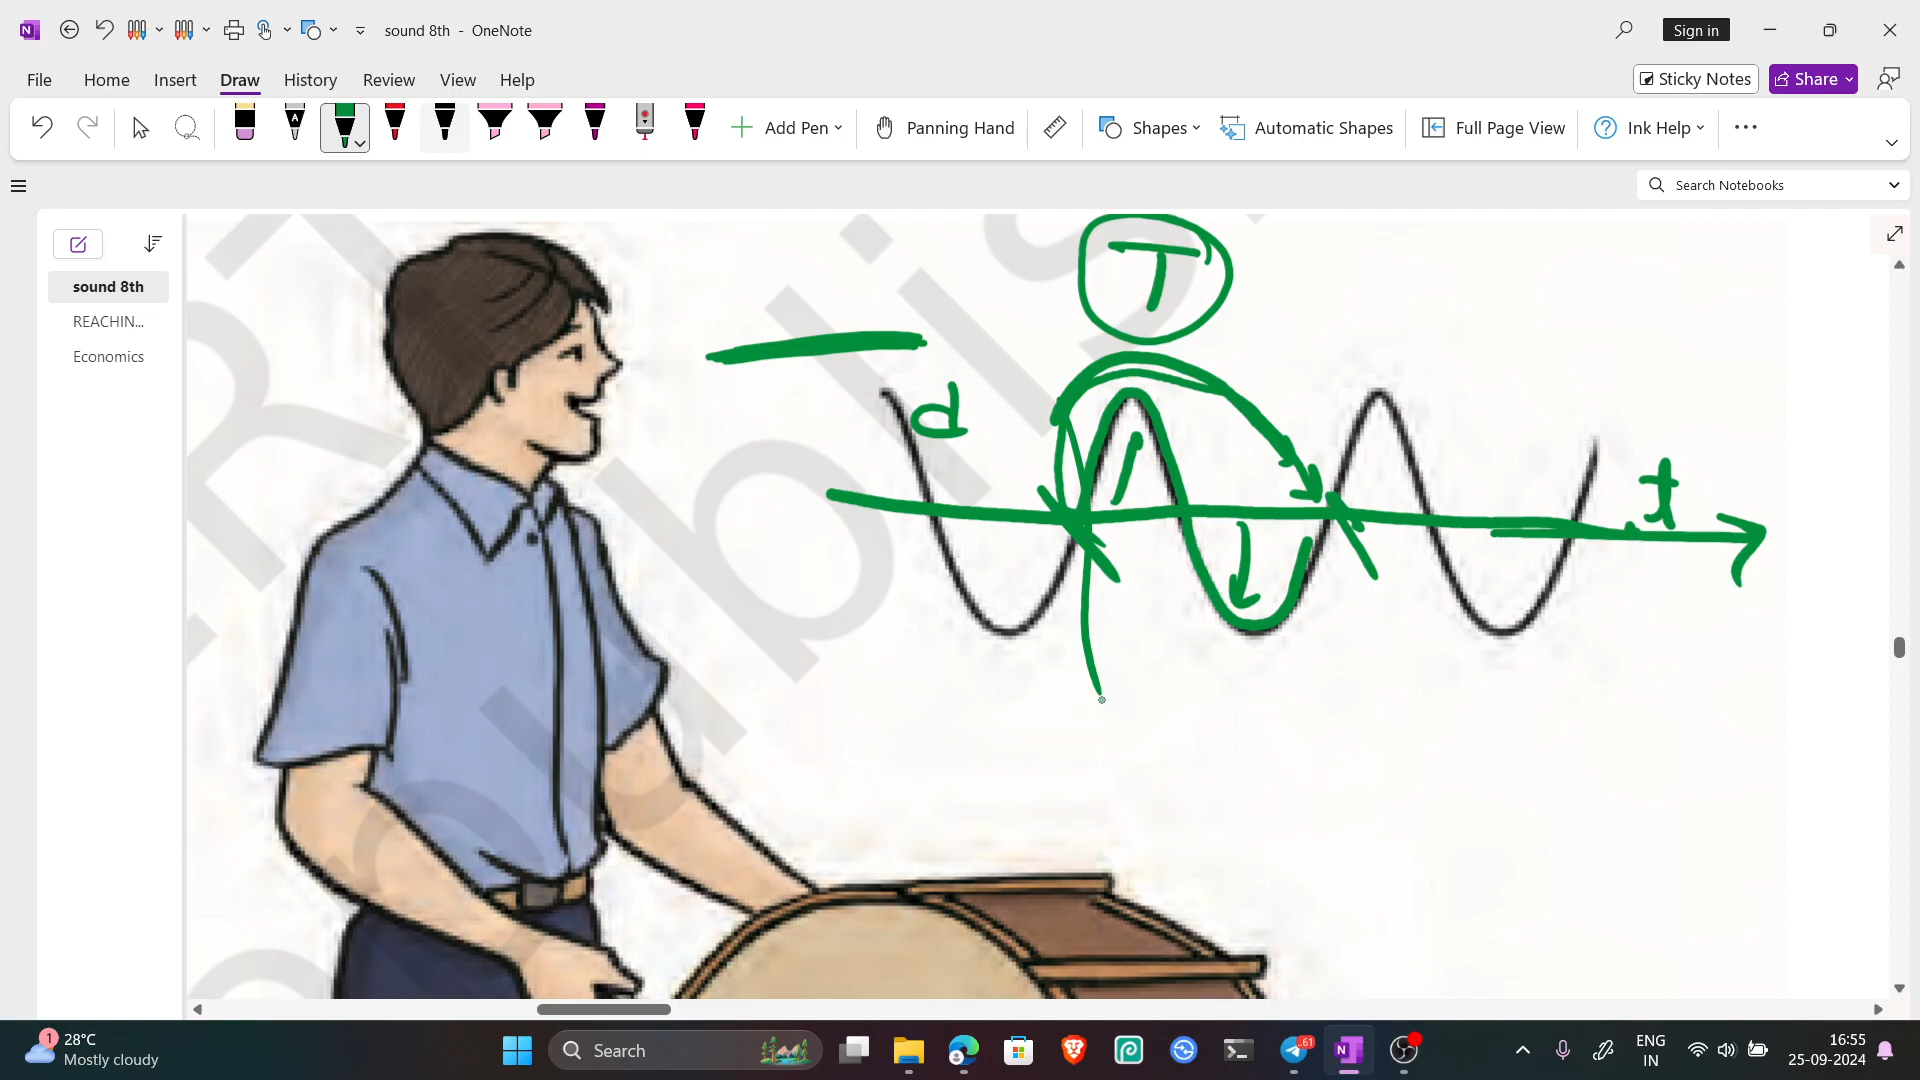 sound 8th - OneNote
Sign in
File Home Insert Draw History Review View Help
Sticky Notes Share
A Add Pen Panning Hand Shapes Automatic Shapes Full Page View Ink Help
Search Notebooks
sound 8th
REACHIN...
Economics
T
d
t
1 28°C
Mostly cloudy
Search
61
ENG
IN
16:55
25-09-2024